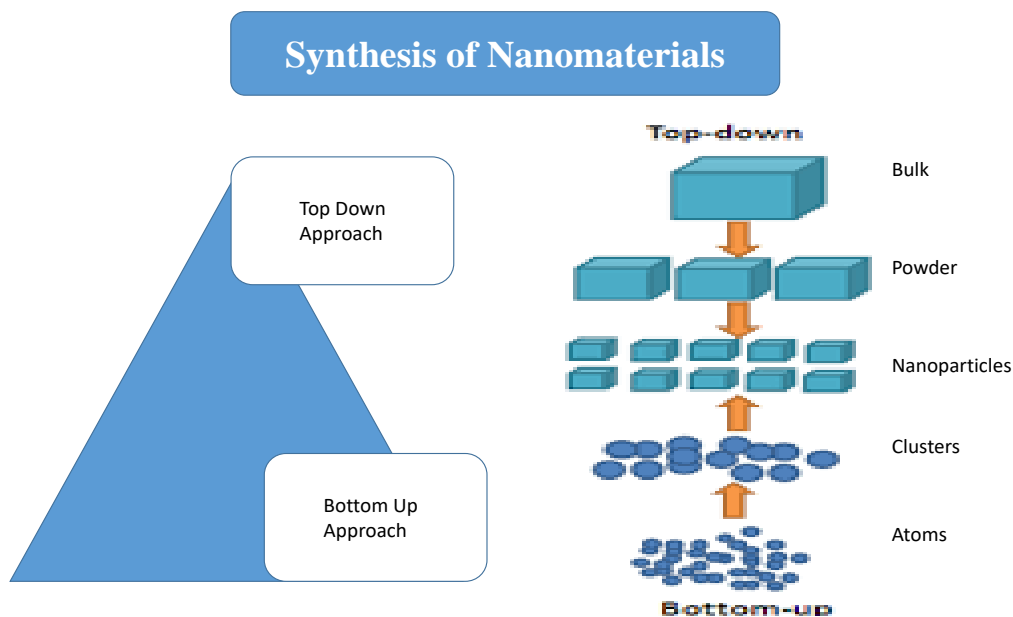 Synthesis of Nanomaterials
Top Down
Approach
Bottom Up
Approach
Top-down
Bulk
Powder
Nanoparticles
Clusters
Atoms
Bottom-up